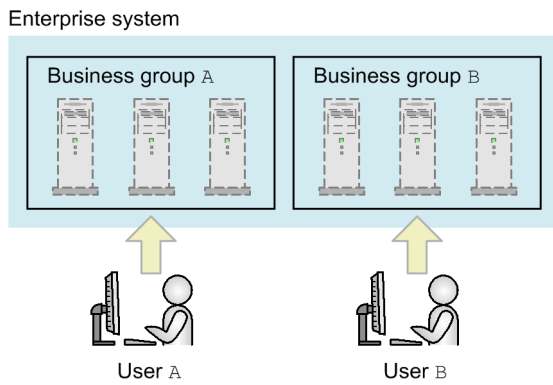 Enterprise system
Business group A
Business group B
User A
User B